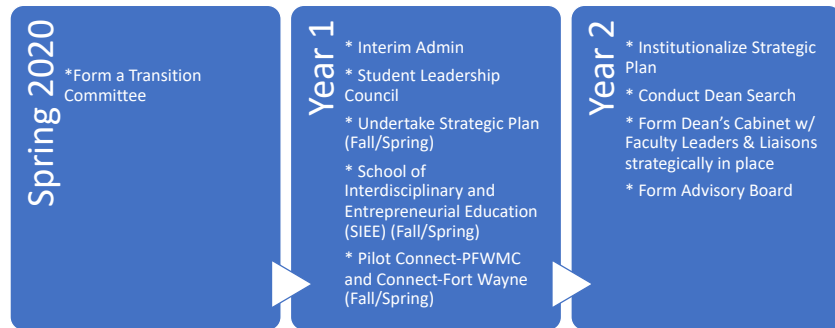 Spring 2020
*Form a Transition
Committee
Year 1
* Interim Admin
* Student Leadership
Council
* Undertake Strategic Plan
(Fall/Spring)
* School of
Interdisciplinary and
Entrepreneurial Education
(SIEE) (Fall/Spring)
* Pilot Connect-PFWMC
and Connect-Fort Wayne
(Fall/Spring)
Year 2
* Institutionalize Strategic
Plan
* Conduct Dean Search
* Form Dean’s Cabinet w/
Faculty Leaders & Liaisons
strategically in place
* Form Advisory Board